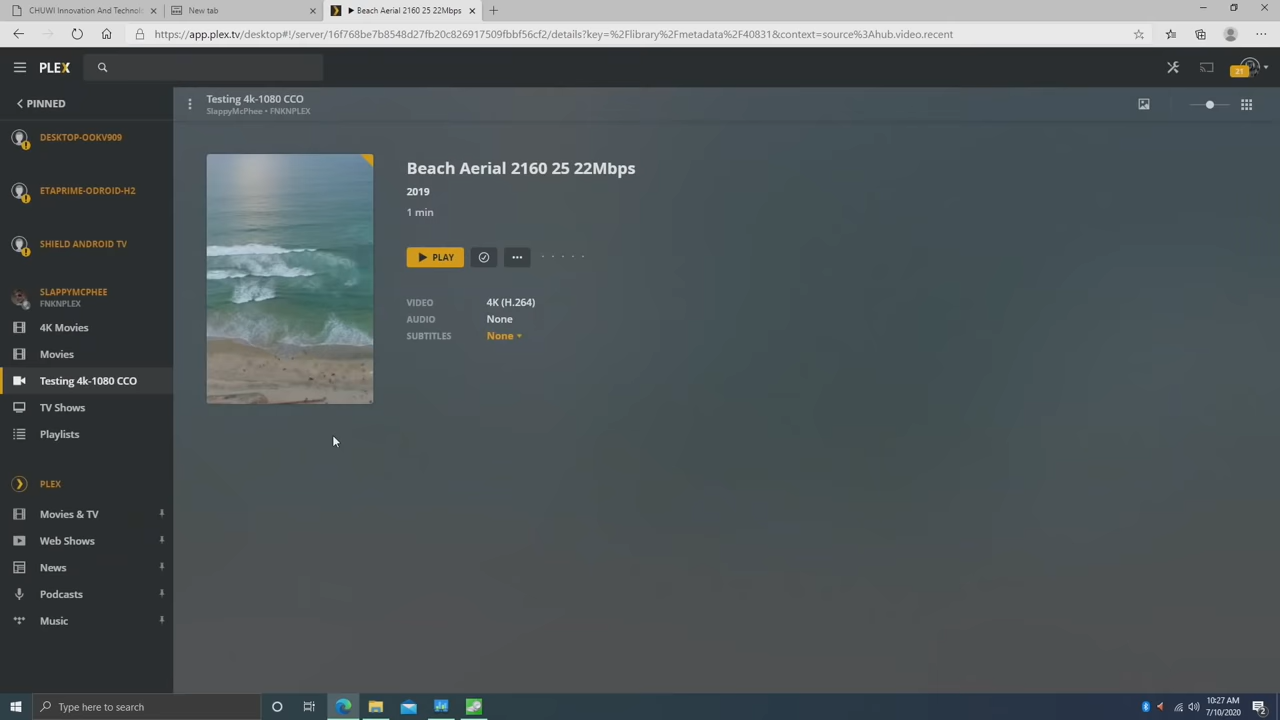 CHUWI Innovation And Technol
New tab
▶ Beach Aerial 2160 25 22Mbps
https://app.plex.tv/desktop#!/server/16f768be7b8548d27fb20c826917509fbbf56cf2/details?key=%2Flibrary%2Fmetadata%2F40831&context=source%3Ahub.video.recent
PLEX
21
PINNED
Testing 4k-1080 CCO
SlappyMcPhee • FNKNPLEX
DESKTOP-OOKV909
ETAPRIME-ODROID-H2
SHIELD ANDROID TV
SLAPPYMCPHEE
FNKNPLEX
4K Movies
Movies
Testing 4k-1080 CCO
TV Shows
Playlists
PLEX
Movies & TV
Web Shows
News
Podcasts
Music
Beach Aerial 2160 25 22Mbps
2019
1 min
PLAY
VIDEO 4K (H.264)
AUDIO None
SUBTITLES None
Type here to search
10:27 AM
7/10/2020
2